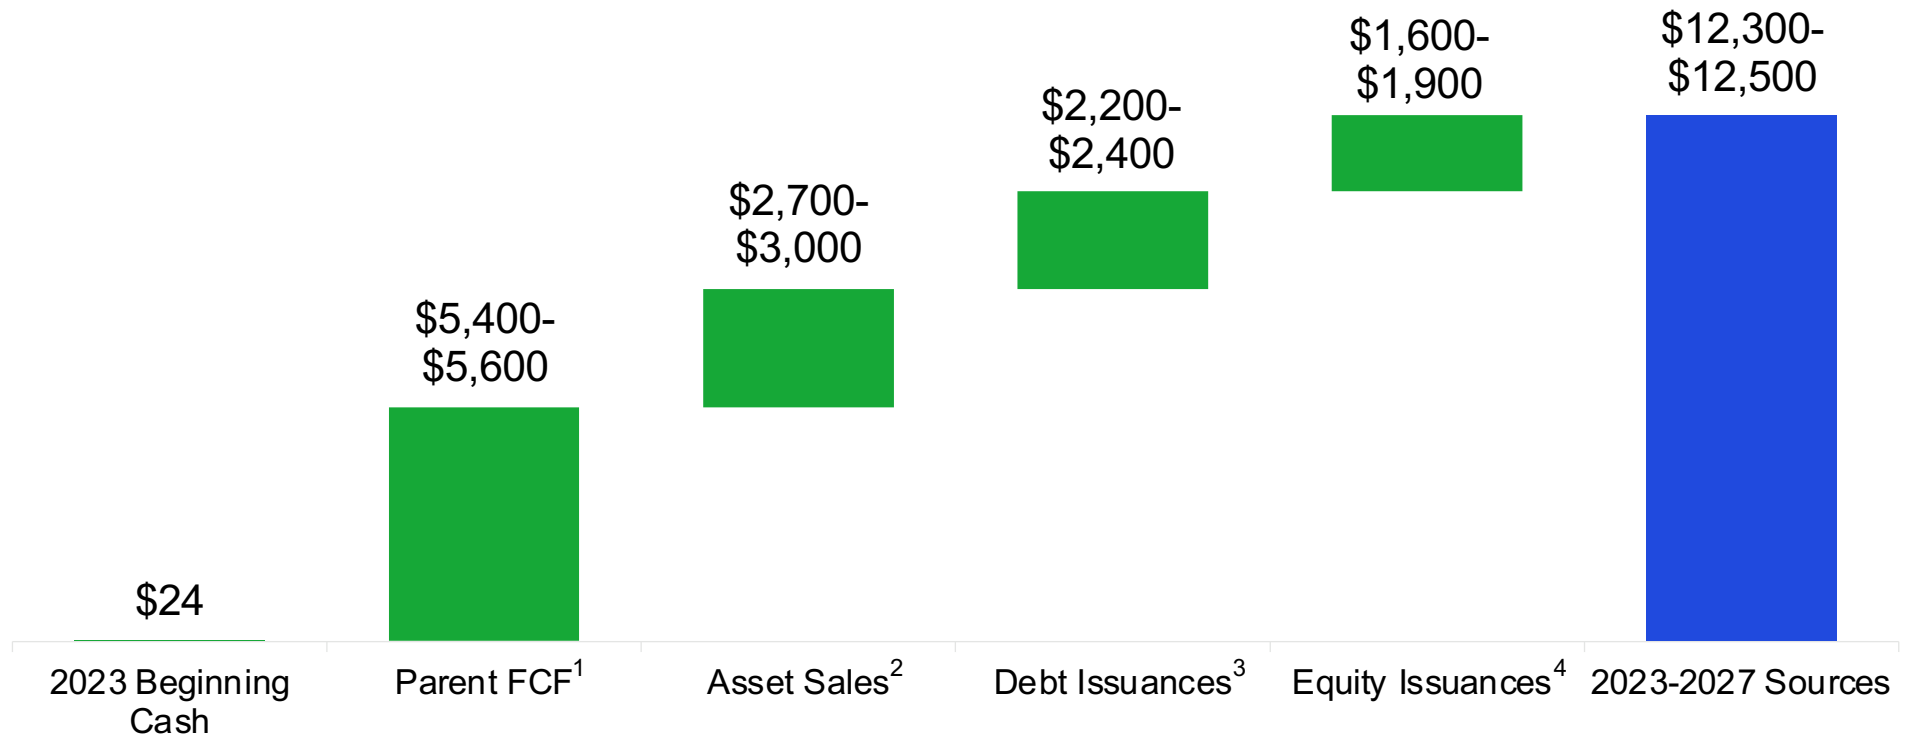 $24
$5,400-
$5,600
$2,700-
$3,000
$2,200-
$2,400
$1,600-
$1,900
$12,300-
$12,500
2023 Beginning
Cash
Parent FCF¹
Asset Sales²
Debt Issuances³
Equity Issuances⁴
2023-2027 Sources